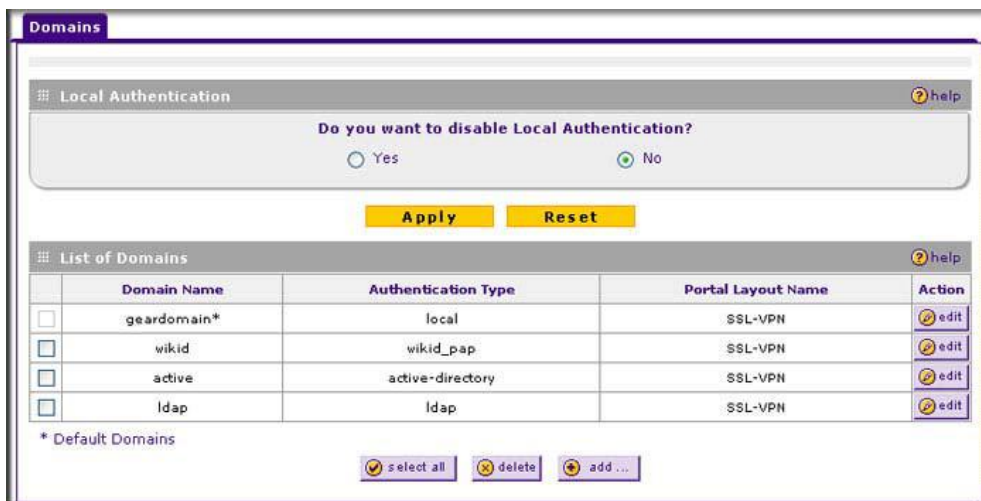 Domains
Local Authentication
help
Do you want to disable Local Authentication?
Yes No
Apply Reset
List of Domains
help
Domain Name Authentication Type Portal Layout Name Action
geardomain* local SSL-VPN edit
wikid wikid_pap SSL-VPN edit
active active-directory SSL-VPN edit
ldap ldap SSL-VPN edit
* Default Domains
select all delete add ...